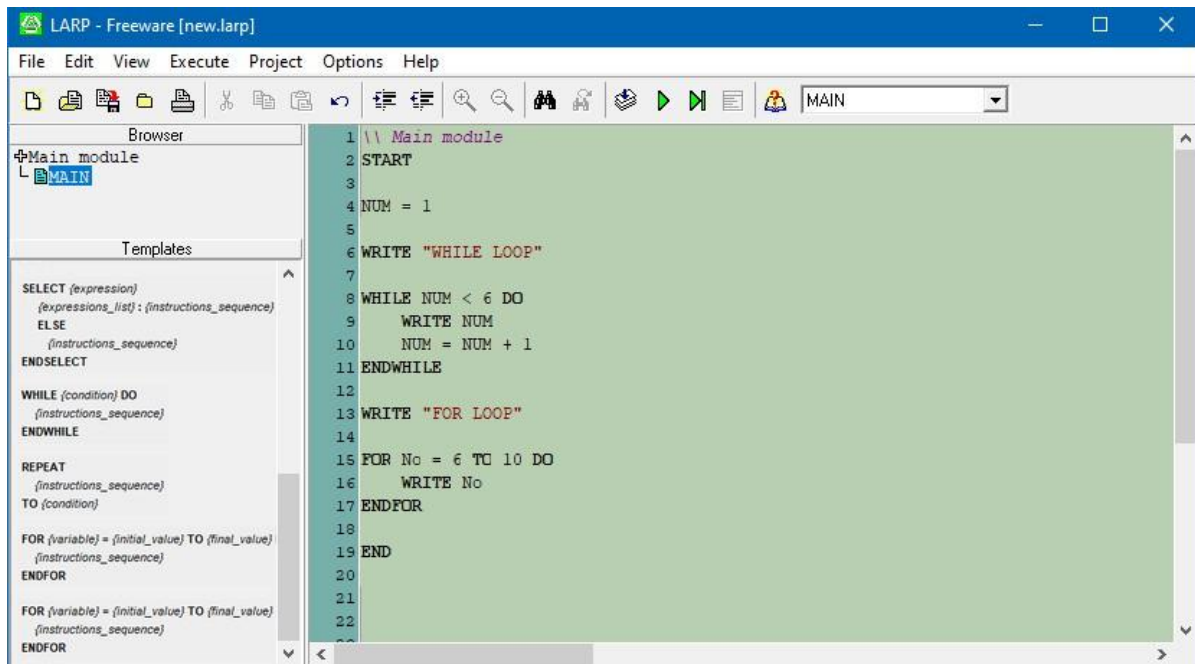 LARP - Freeware [new.larp]
File Edit View Execute Project Options Help
MAIN
Browser
Main module
MAIN
Templates
SELECT {expression}
{expressions_list} : {instructions_sequence}
ELSE
{instructions_sequence}
ENDSELECT
WHILE {condition} DO
{instructions_sequence}
ENDWHILE
REPEAT
{instructions_sequence}
TO {condition}
FOR {variable} = {initial_value} TO {final_value}
{instructions_sequence}
ENDFOR
FOR {variable} = {initial_value} TO {final_value}
{instructions_sequence}
ENDFOR
1 \\ Main module
2 START
3
4 NUM = 1
5
6 WRITE "WHILE LOOP"
7
8 WHILE NUM < 6 DO
9 WRITE NUM
10 NUM = NUM + 1
11 ENDWHILE
12
13 WRITE "FOR LOOP"
14
15 FOR No = 6 TO 10 DO
16 WRITE No
17 ENDFOR
18
19 END
20
21
22